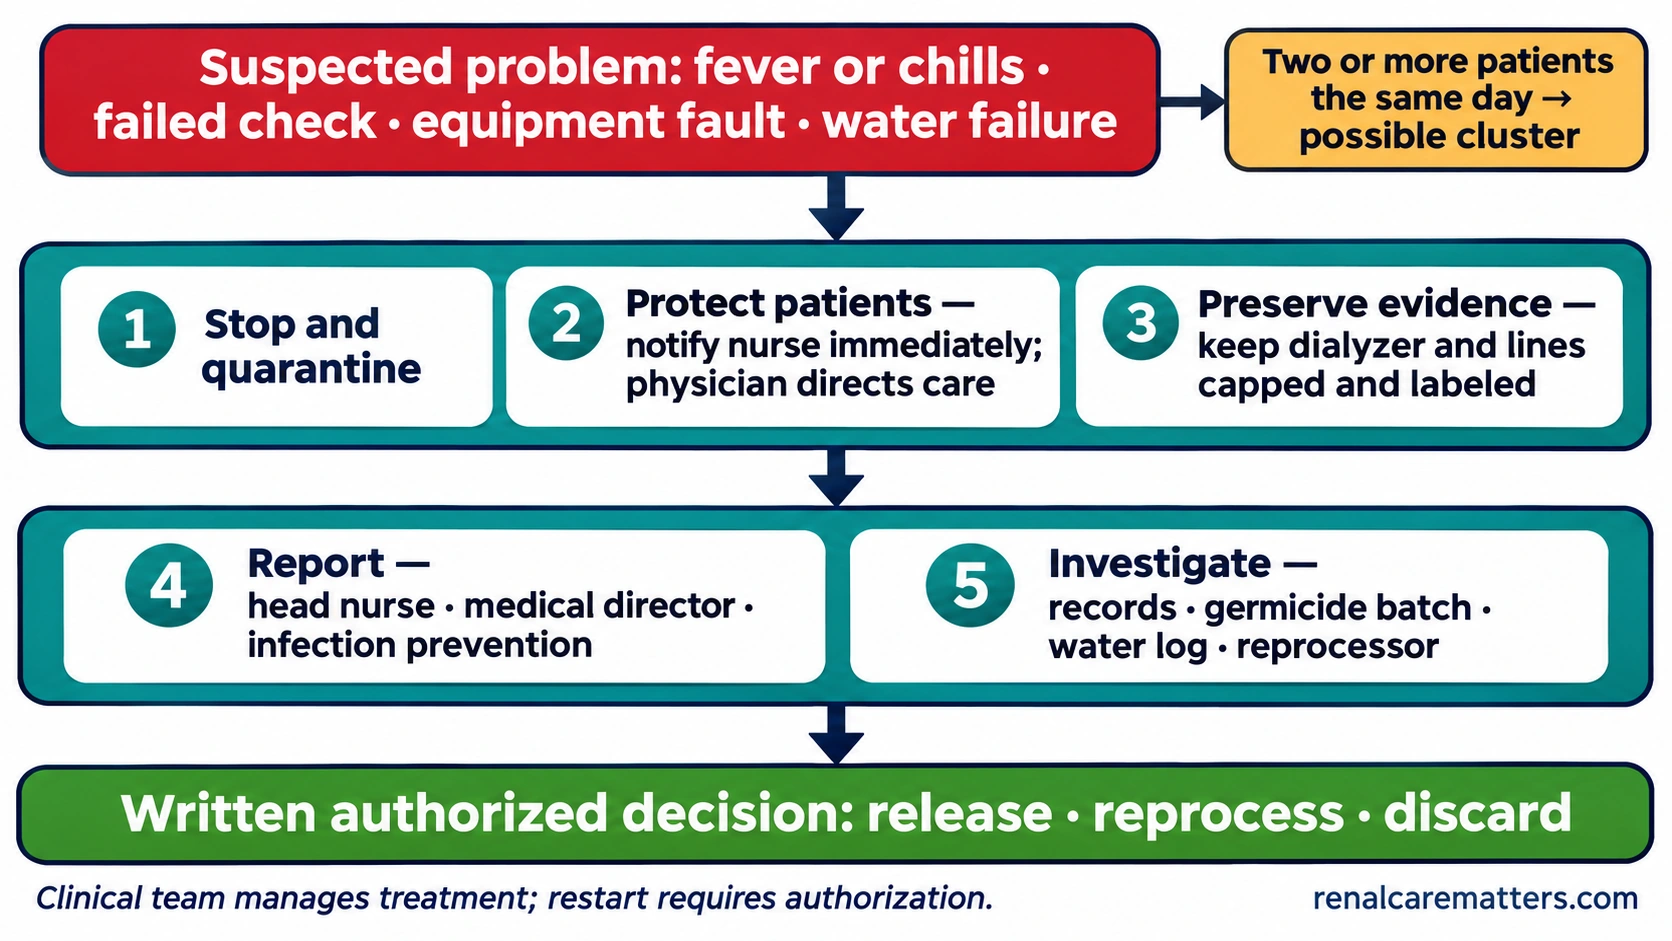 Suspected problem: fever or chills ·
failed check · equipment fault · water failure
Two or more patients
the same day →
possible cluster
1
Stop and
quarantine
2
Protect patients —
notify nurse immediately;
physician directs care
3
Preserve evidence —
keep dialyzer and lines
capped and labeled
4
Report —
head nurse · medical director ·
infection prevention
5
Investigate —
records · germicide batch ·
water log · reprocessor
Written authorized decision: release · reprocess · discard
Clinical team manages treatment; restart requires authorization.
renalcarematters.com